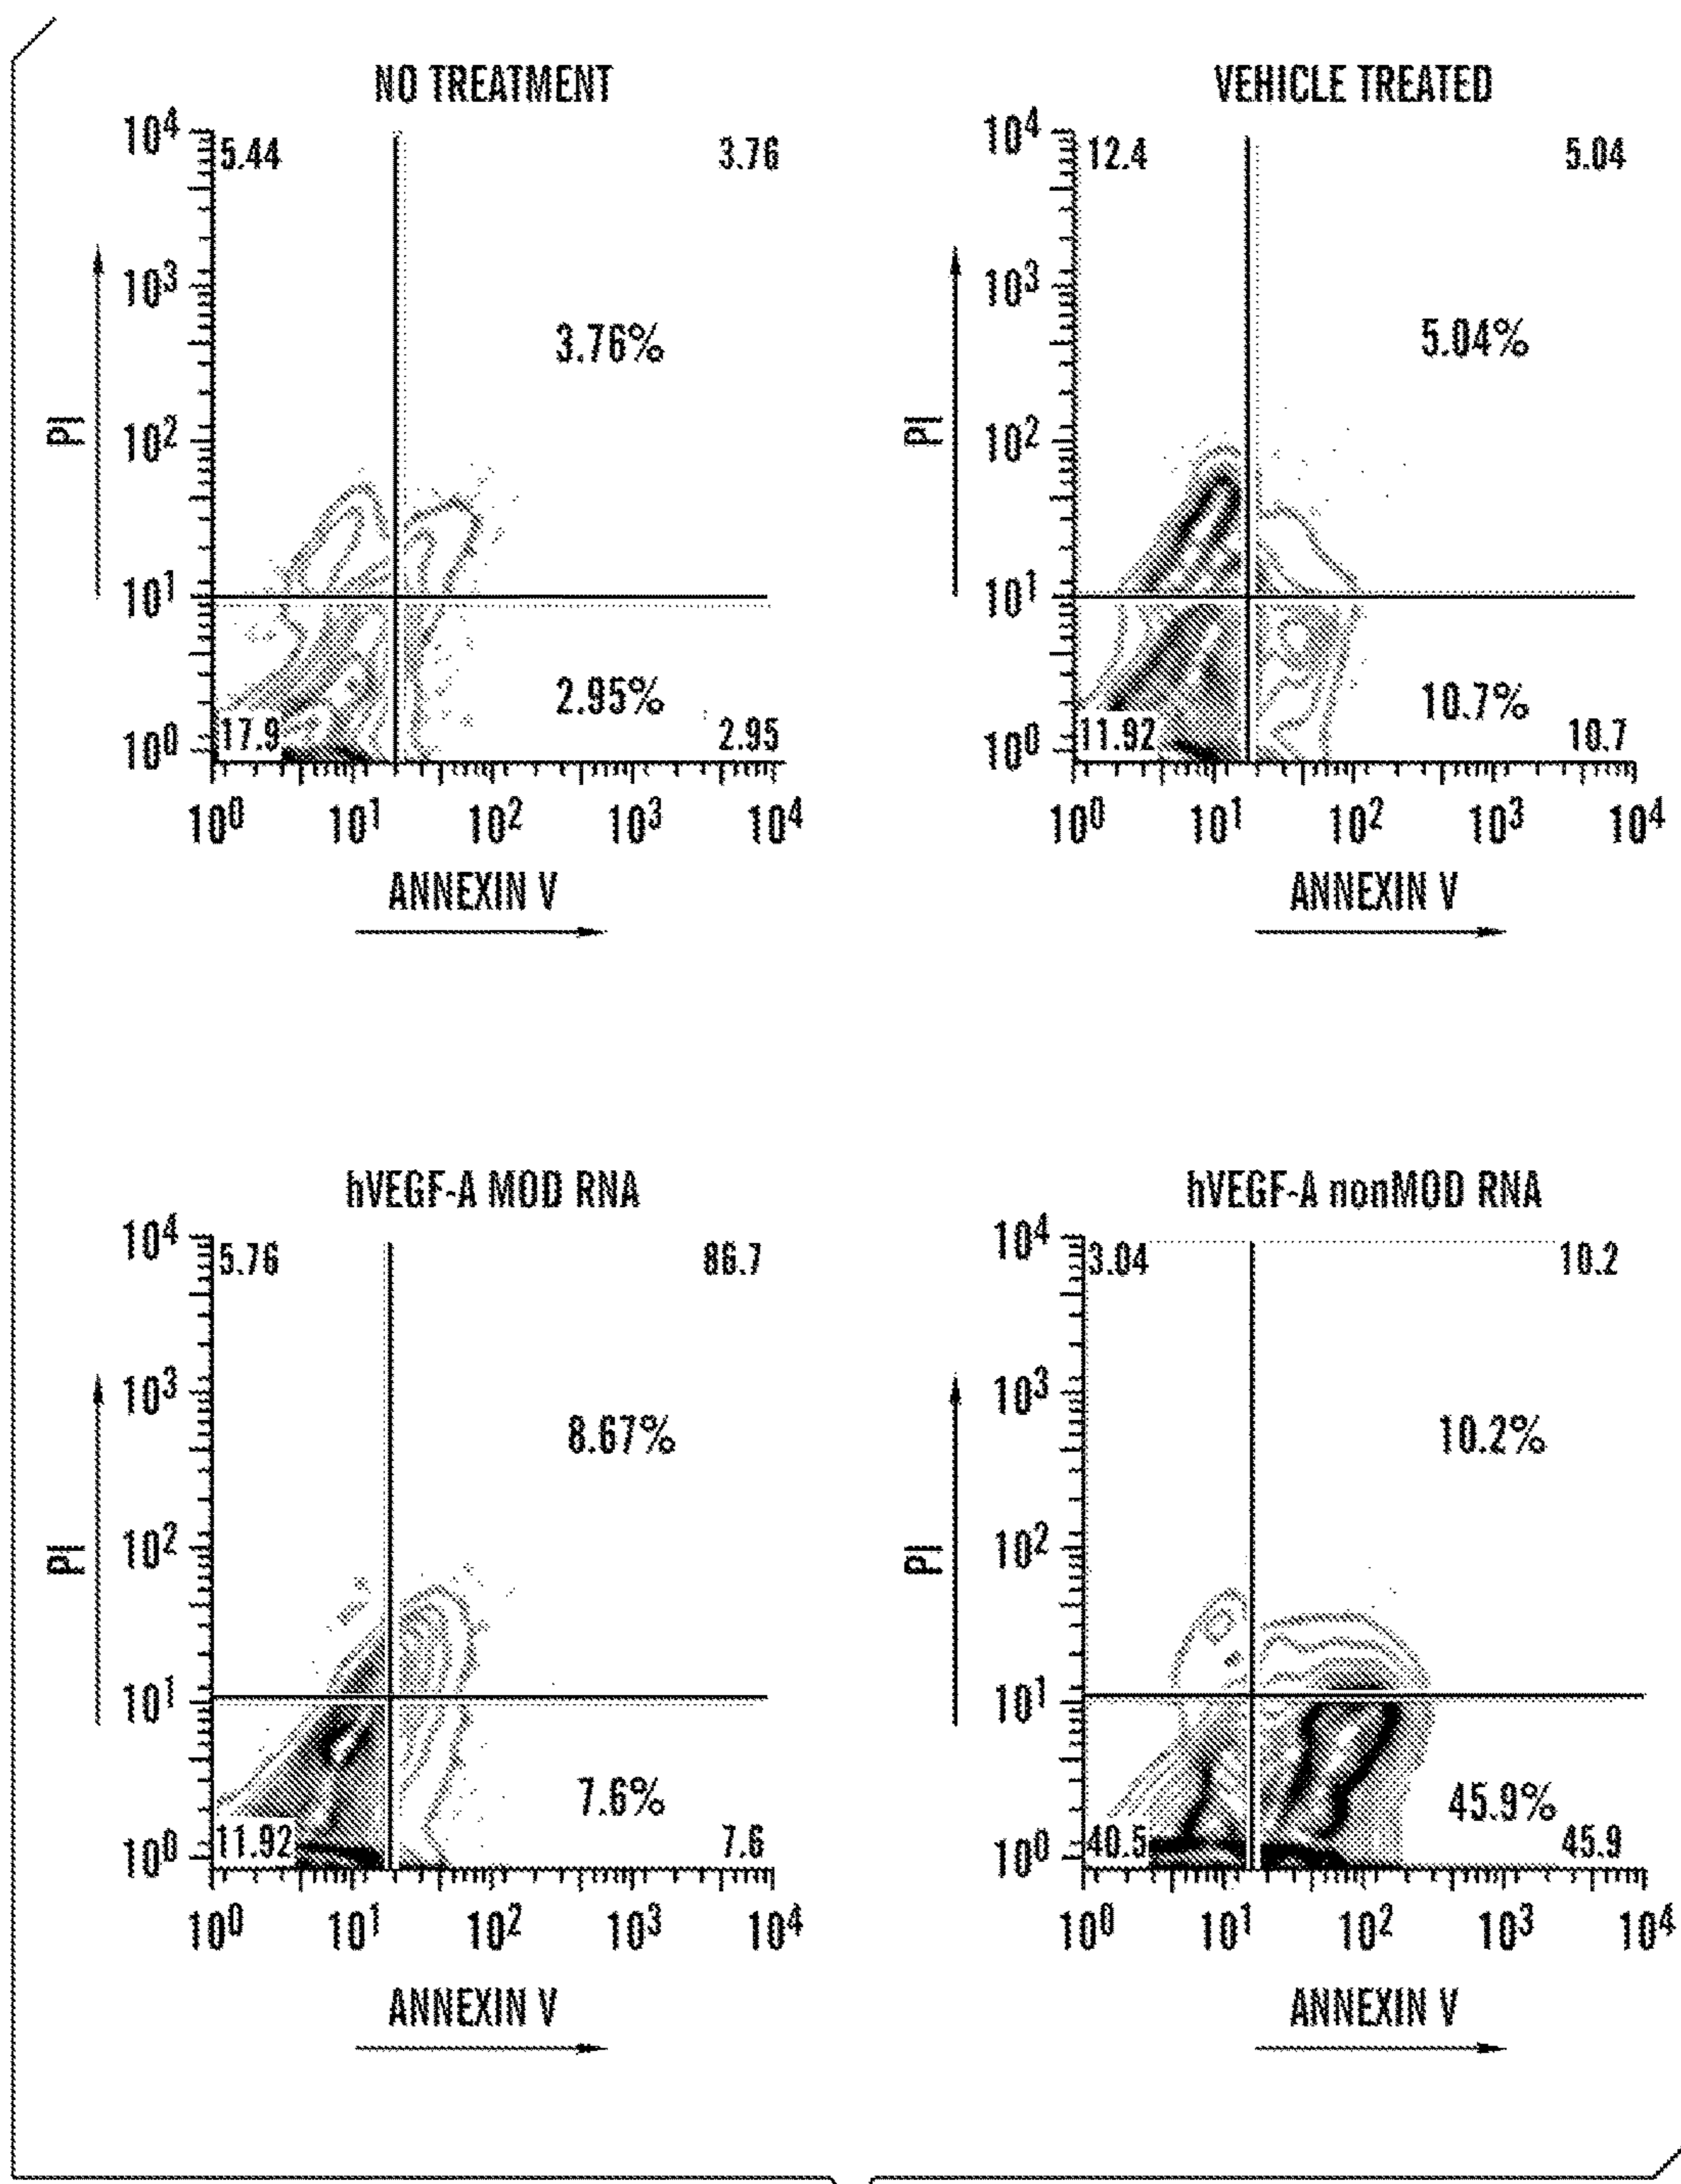 NO TREATMENT
10^4
5.44
3.76
10^3
3.76%
PI
10^2
10^1
2.95%
17.9
2.95
10^0
10^0 10^1 10^2 10^3 10^4
ANNEXIN V
VEHICLE TREATED
10^4
12.4
5.04
10^3
5.04%
PI
10^2
10^1
10.7%
11.92
10.7
10^0
10^0 10^1 10^2 10^3 10^4
ANNEXIN V
hVEGF-A MOD RNA
10^4
5.76
86.7
10^3
8.67%
PI
10^2
10^1
7.6%
11.92
7.6
10^0
10^0 10^1 10^2 10^3 10^4
ANNEXIN V
hVEGF-A nonMOD RNA
10^4
3.04
10.2
10^3
10.2%
PI
10^2
10^1
45.9%
40.5
45.9
10^0
10^0 10^1 10^2 10^3 10^4
ANNEXIN V